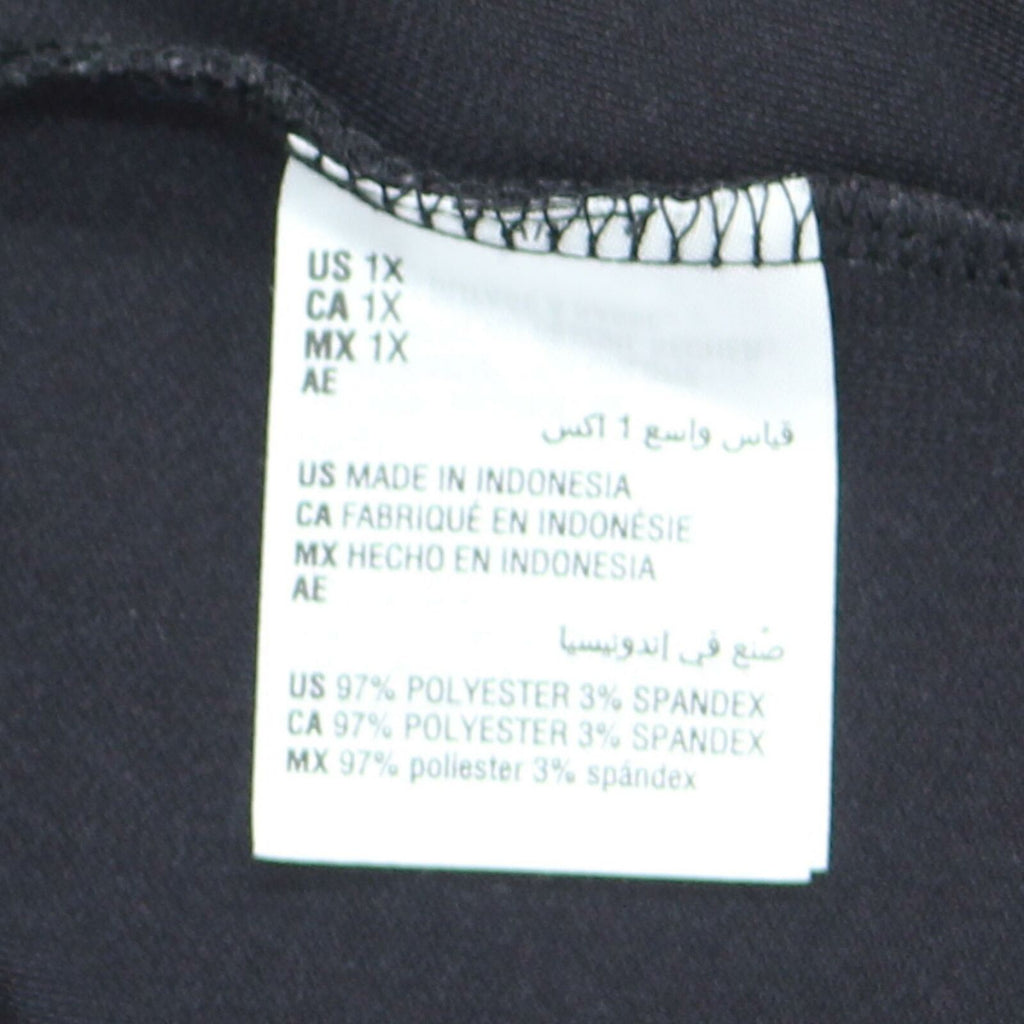 US 1X
CA 1X
MX 1X
AE
قياس واسع 1 اكس
US MADE IN INDONESIA
CA FABRIQUÉ EN INDONÉSIE
MX HECHO EN INDONESIA
AE
صُنع في إندونيسيا
US 97% POLYESTER 3% SPANDEX
CA 97% POLYESTER 3% SPANDEX
MX 97% poliester 3% spándex